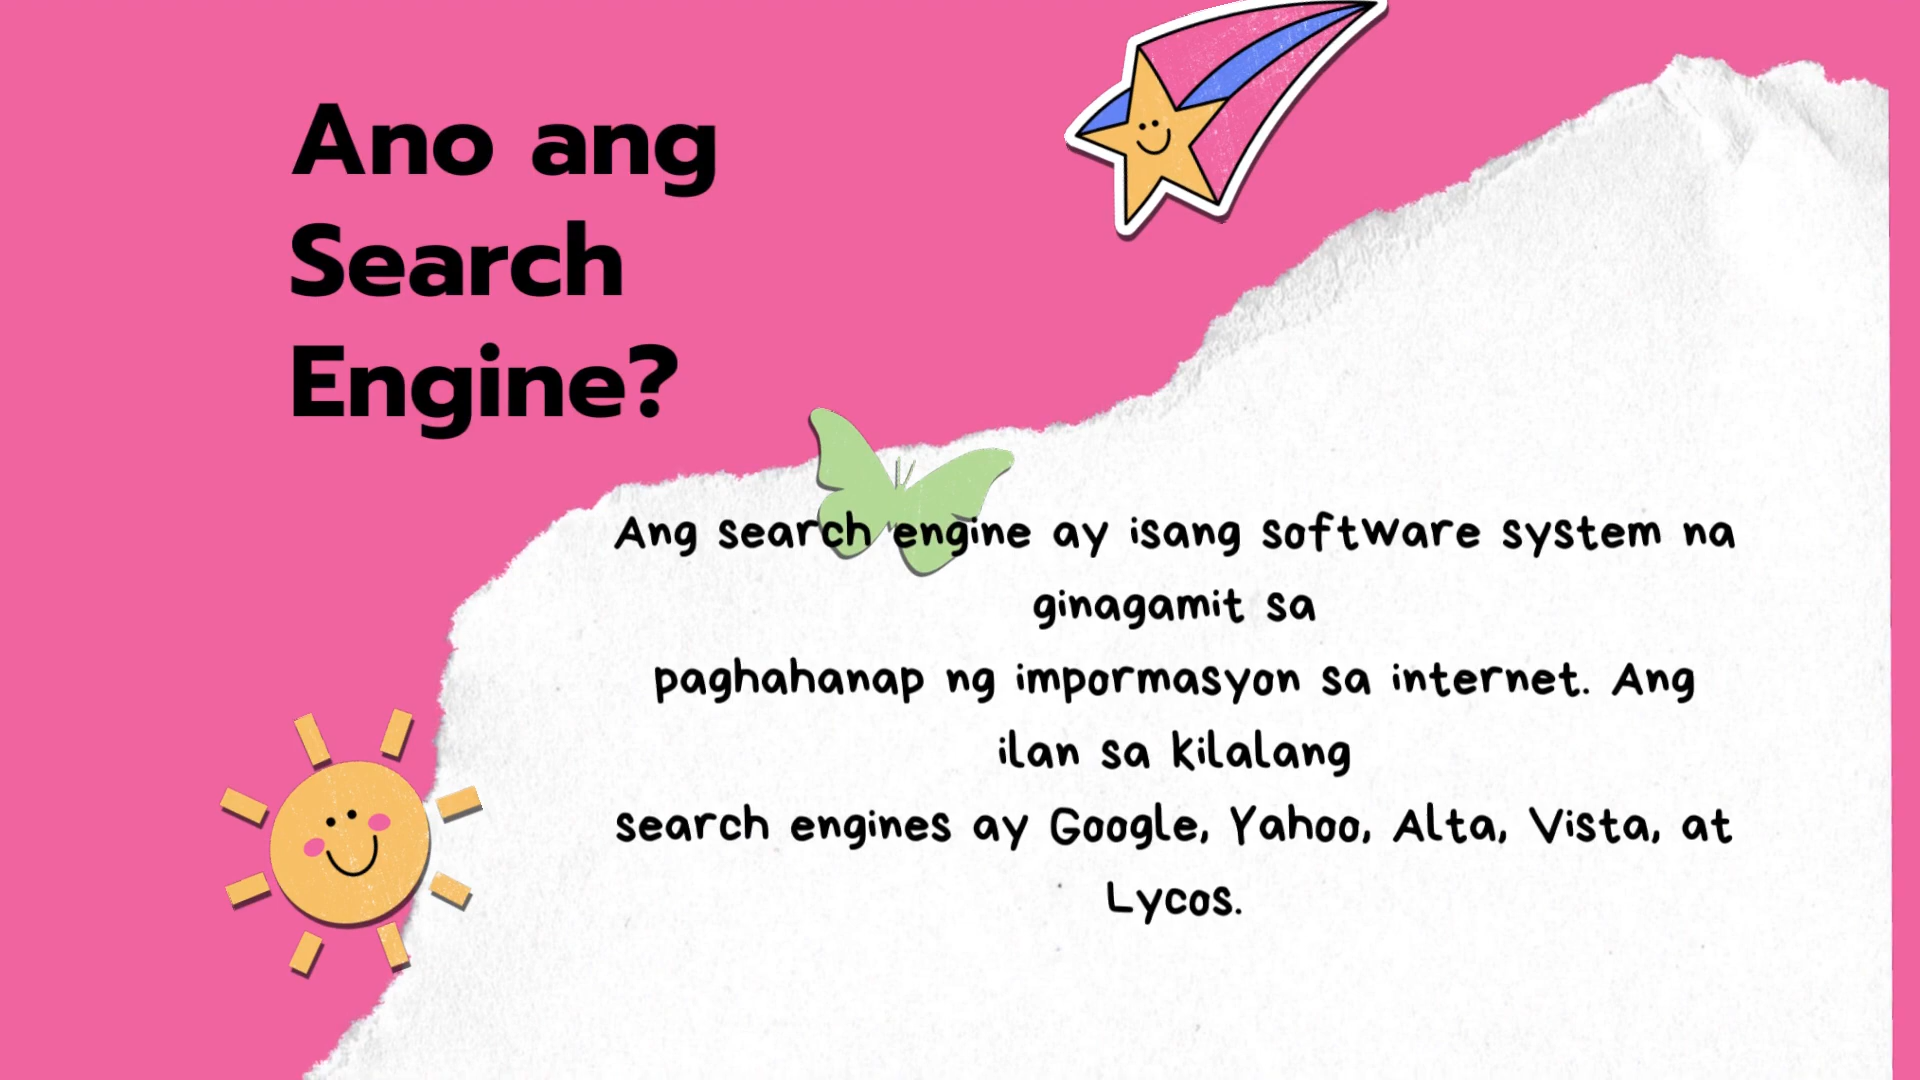 Ano ang
Search
Engine?
Ang search engine ay isang software system na
ginagamit sa
paghahanap ng impormasyon sa internet. Ang
ilan sa kilalang
search engines ay Google, Yahoo, Alta, Vista, at
Lycos.